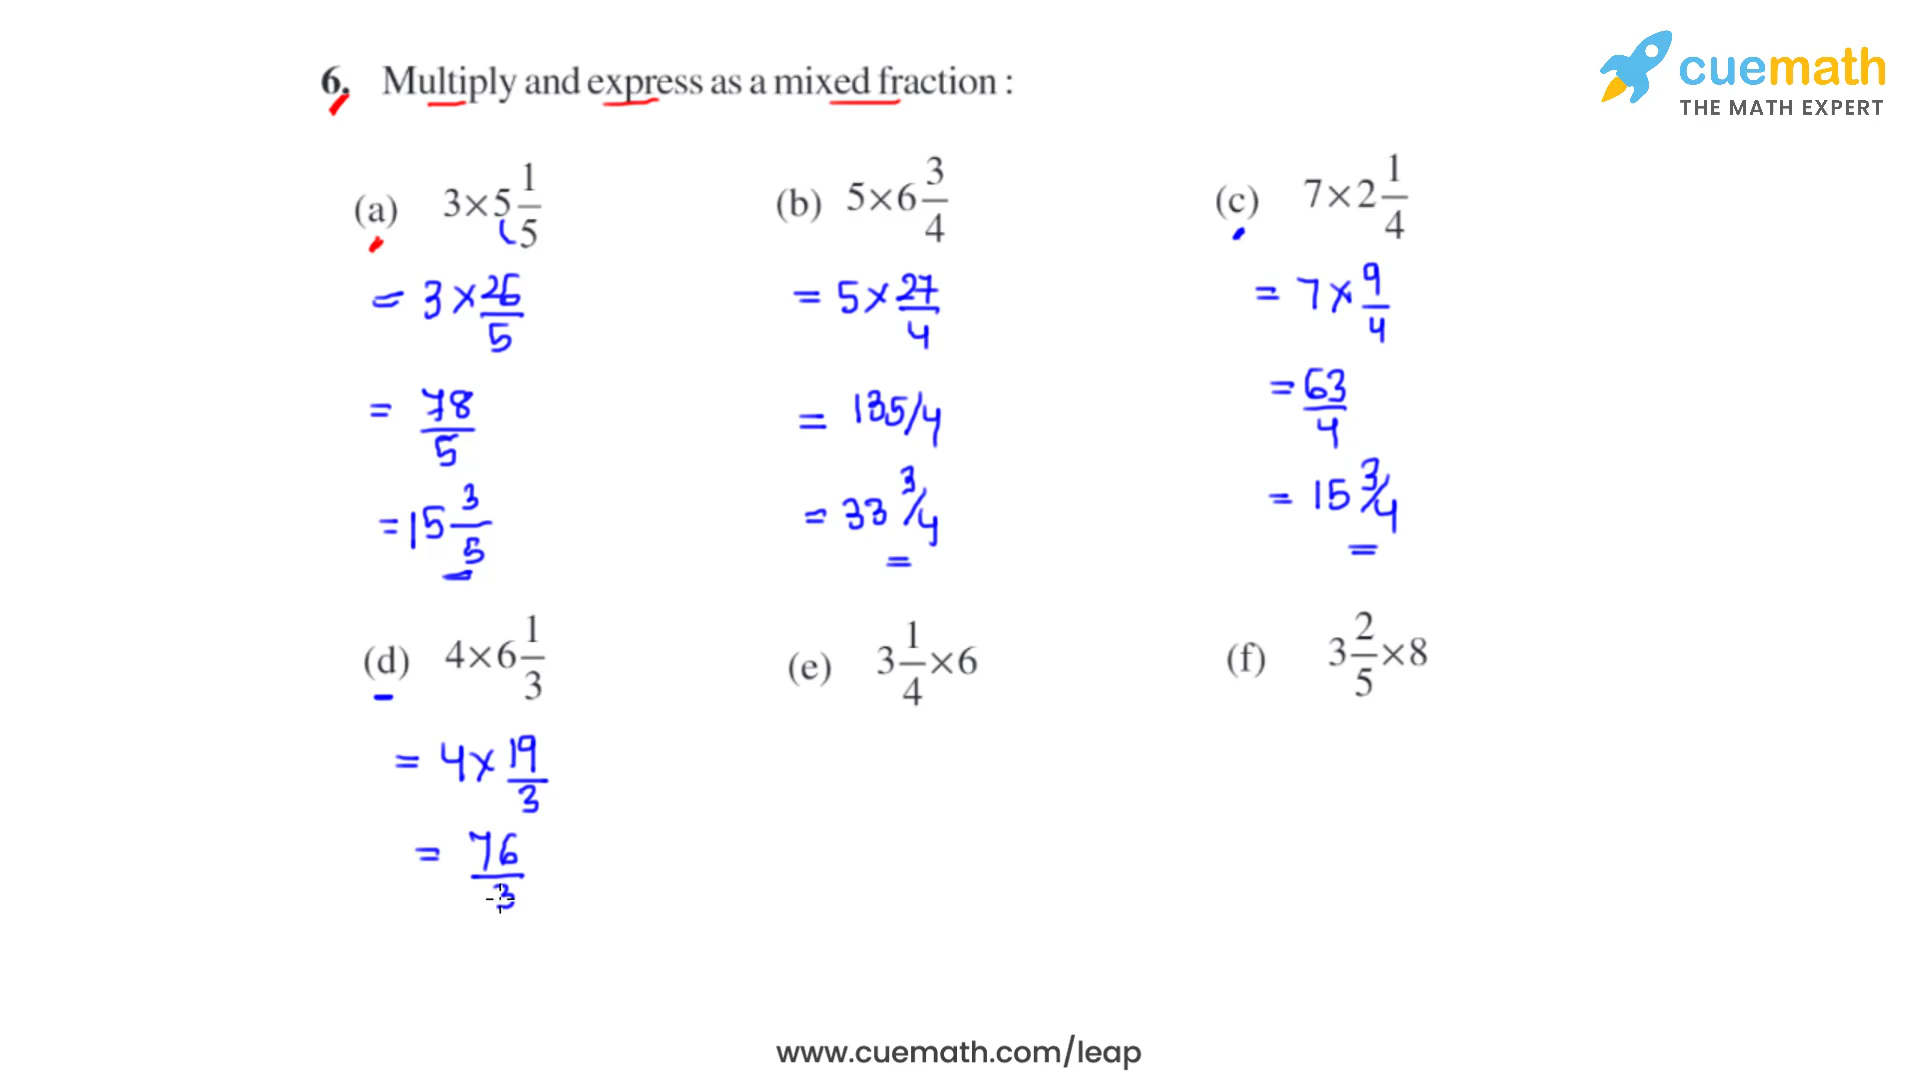 cuemath
THE MATH EXPERT
6. Multiply and express as a mixed fraction :
(a) 3×5 1/5
= 3 × 26/5
= 78/5
= 15 3/5
(b) 5×6 3/4
= 5 × 27/4
= 135/4
= 33 3/4
(c) 7×2 1/4
= 7 × 9/4
= 63/4
= 15 3/4
(d) 4×6 1/3
= 4 × 19/3
= 76/3
(e) 3 1/4 ×6
(f) 3 2/5 ×8
www.cuemath.com/leap